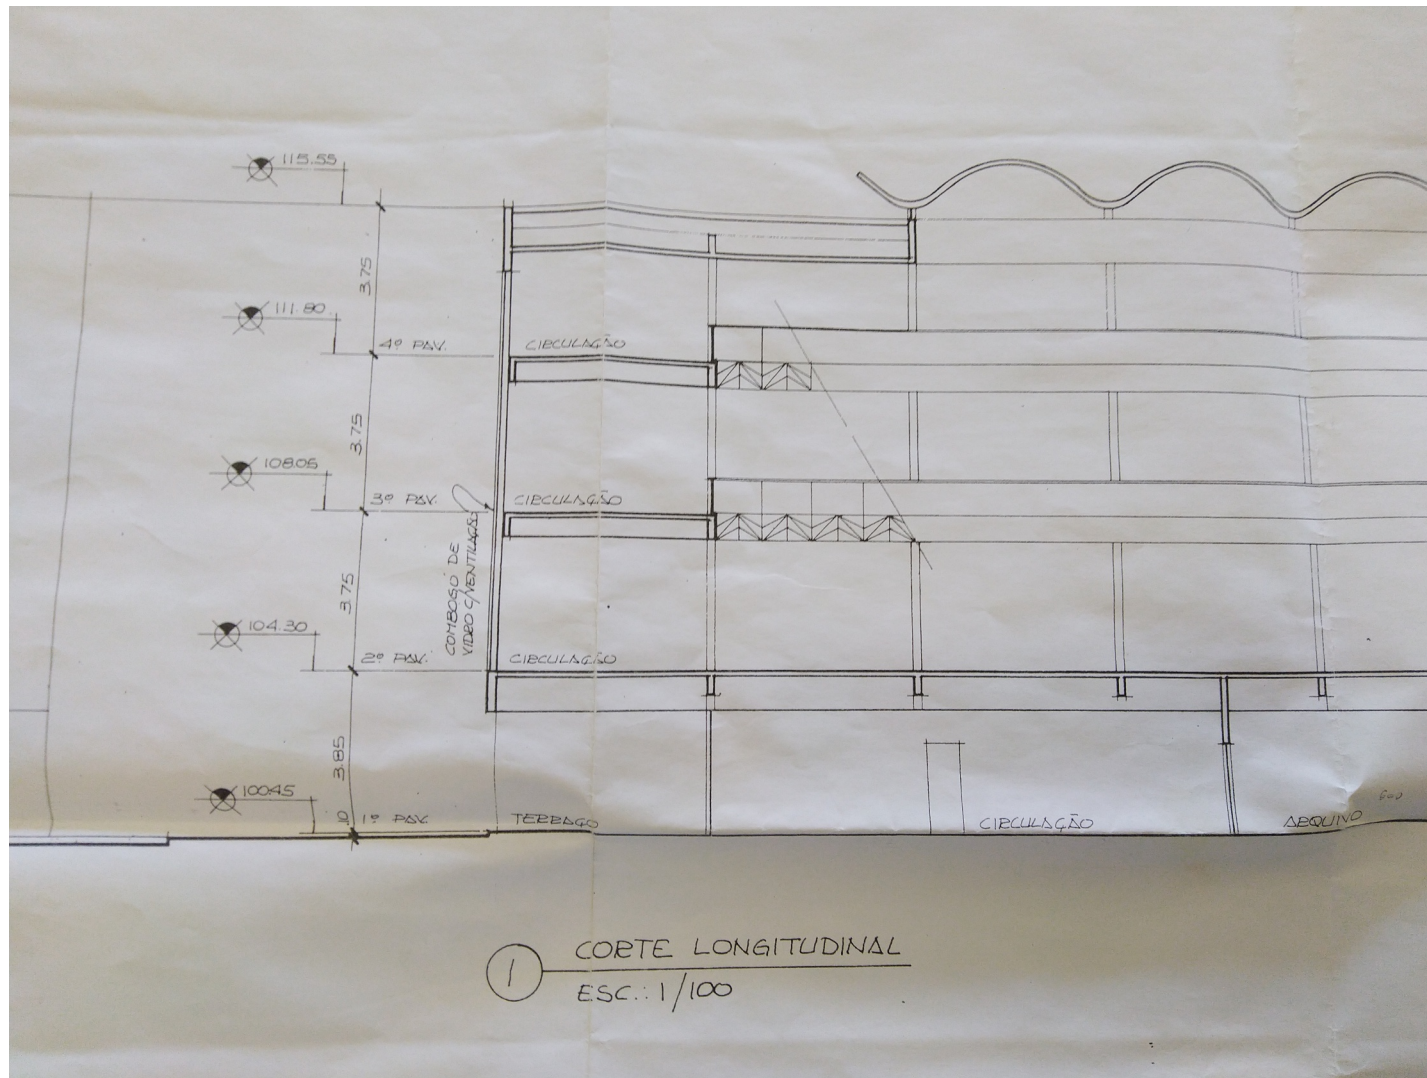 115.55
3.75
111.80
4º PAV. CIRCULAÇÃO
3.75
108.05
3º PAV. CIRCULAÇÃO
COMBOGÓ DE
VIDRO C/VENTILAÇÃO
3.75
104.30
2º PAV. CIRCULAÇÃO
3.85
100.45
10 1º PAV. TERRAÇO CIRCULAÇÃO ARQUIVO
1 CORTE LONGITUDINAL
ESC.: 1/100